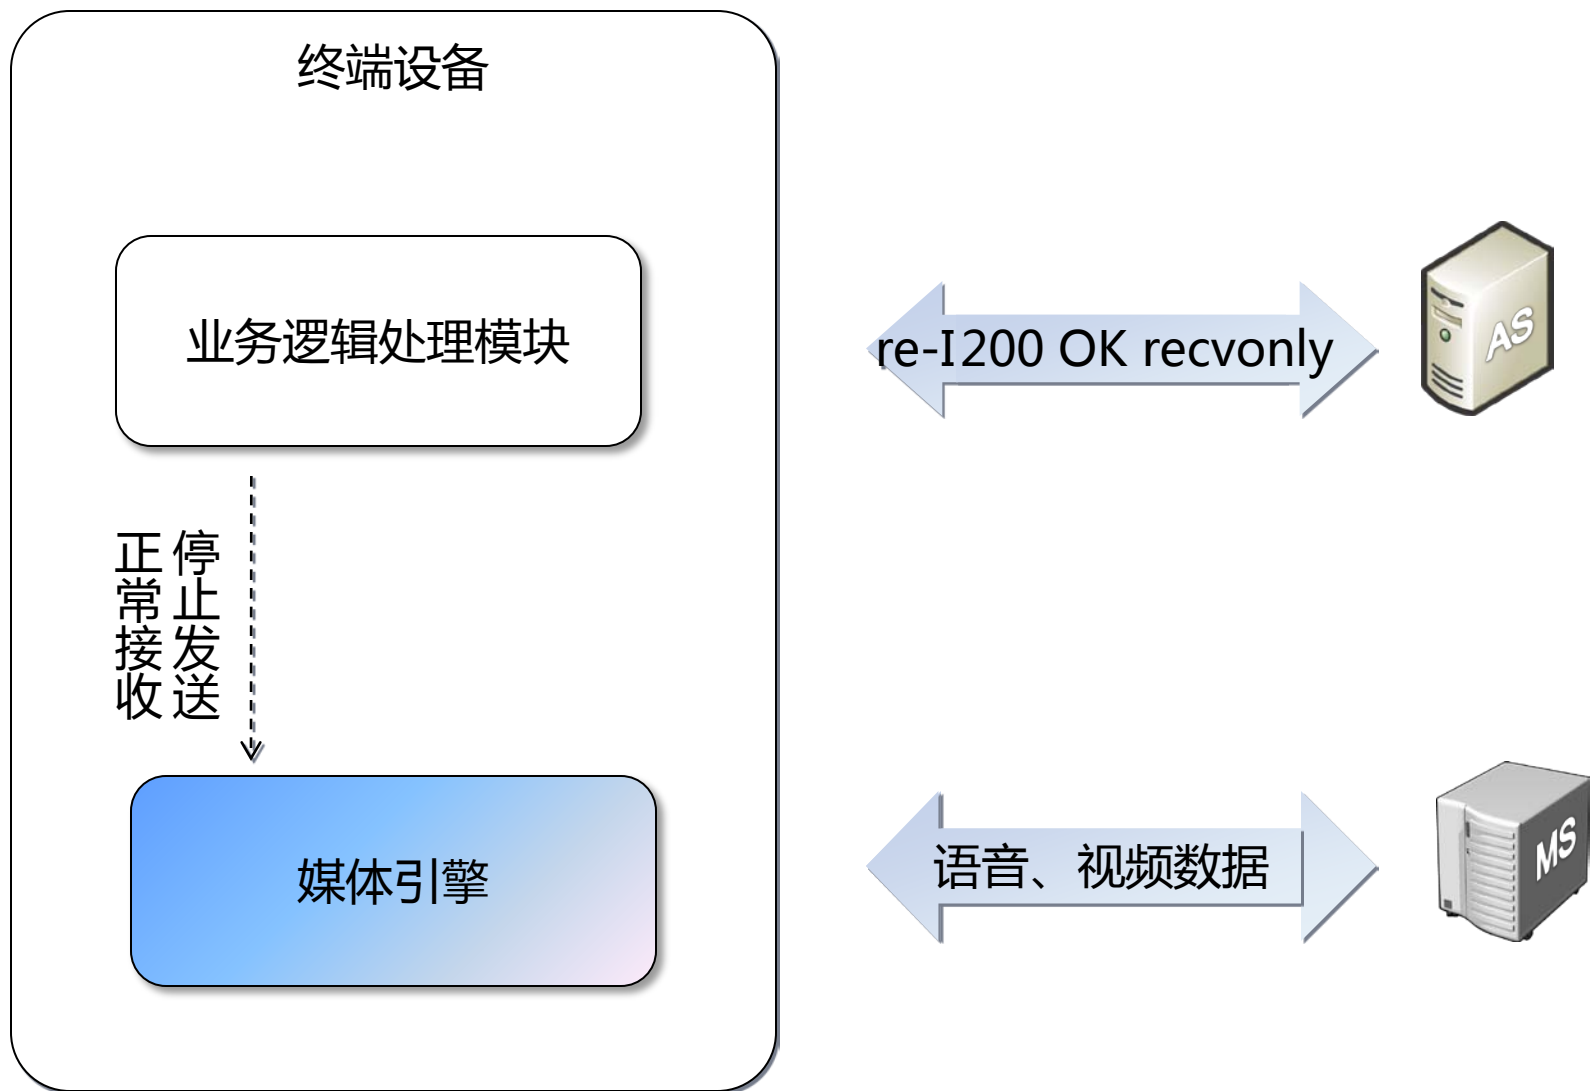 终端设备
业务逻辑处理模块
re-I200 OK recvonly
AS
停止发送
正常接收
媒体引擎
语音、视频数据
MS